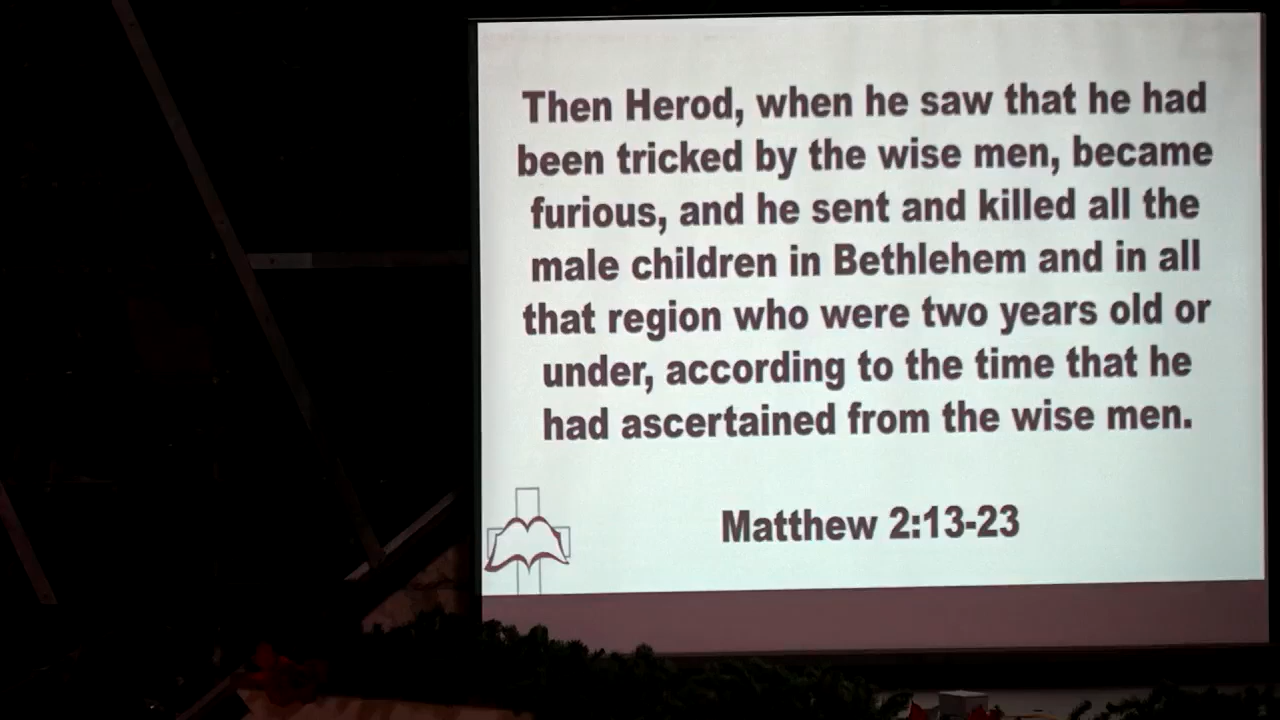 Then Herod, when he saw that he had
been tricked by the wise men, became
furious, and he sent and killed all the
male children in Bethlehem and in all
that region who were two years old or
under, according to the time that he
had ascertained from the wise men.
Matthew 2:13-23